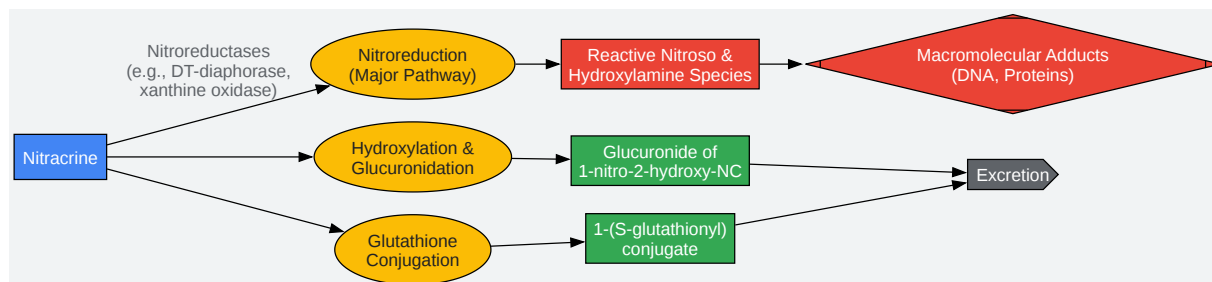 Nitroreductases
(e.g., DT-diaphorase,
xanthine oxidase)
Nitroreduction
(Major Pathway)
Reactive Nitroso &
Hydroxylamine Species
Macromolecular Adducts
(DNA, Proteins)
Nitracrine
Hydroxylation &
Glucuronidation
Glucuronide of
1-nitro-2-hydroxy-NC
Excretion
Glutathione
Conjugation
1-(S-glutathionyl)
conjugate